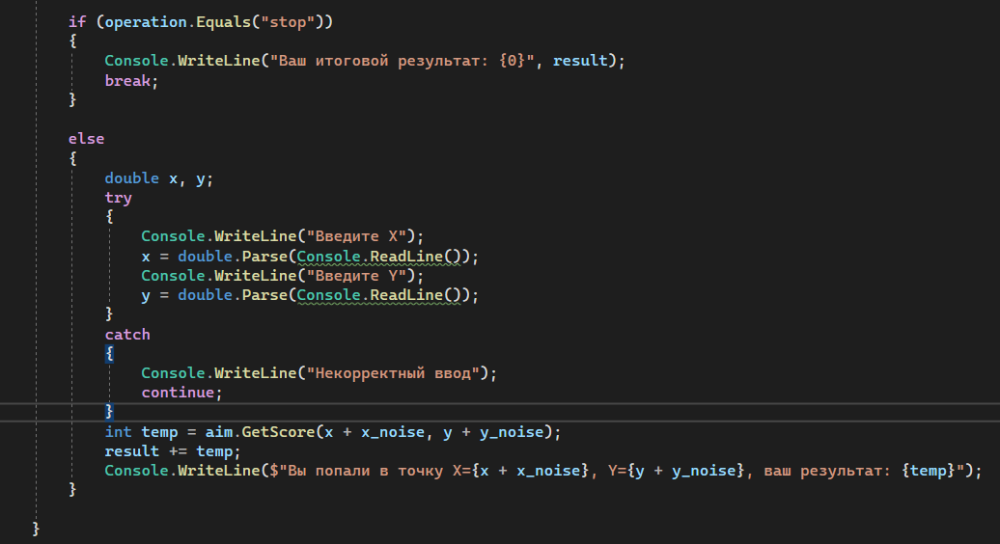 if (operation.Equals("stop"))
{
Console.WriteLine("Ваш итоговой результат: {0}", result);
break;
}
else
{
double x, y;
try
{
Console.WriteLine("Введите X");
x = double.Parse(Console.ReadLine());
Console.WriteLine("Введите Y");
y = double.Parse(Console.ReadLine());
}
catch
{
Console.WriteLine("Некорректный ввод");
continue;
}
int temp = aim.GetScore(x + x_noise, y + y_noise);
result += temp;
Console.WriteLine($"Вы попали в точку X={x + x_noise}, Y={y + y_noise}, ваш результат: {temp}");
}
}